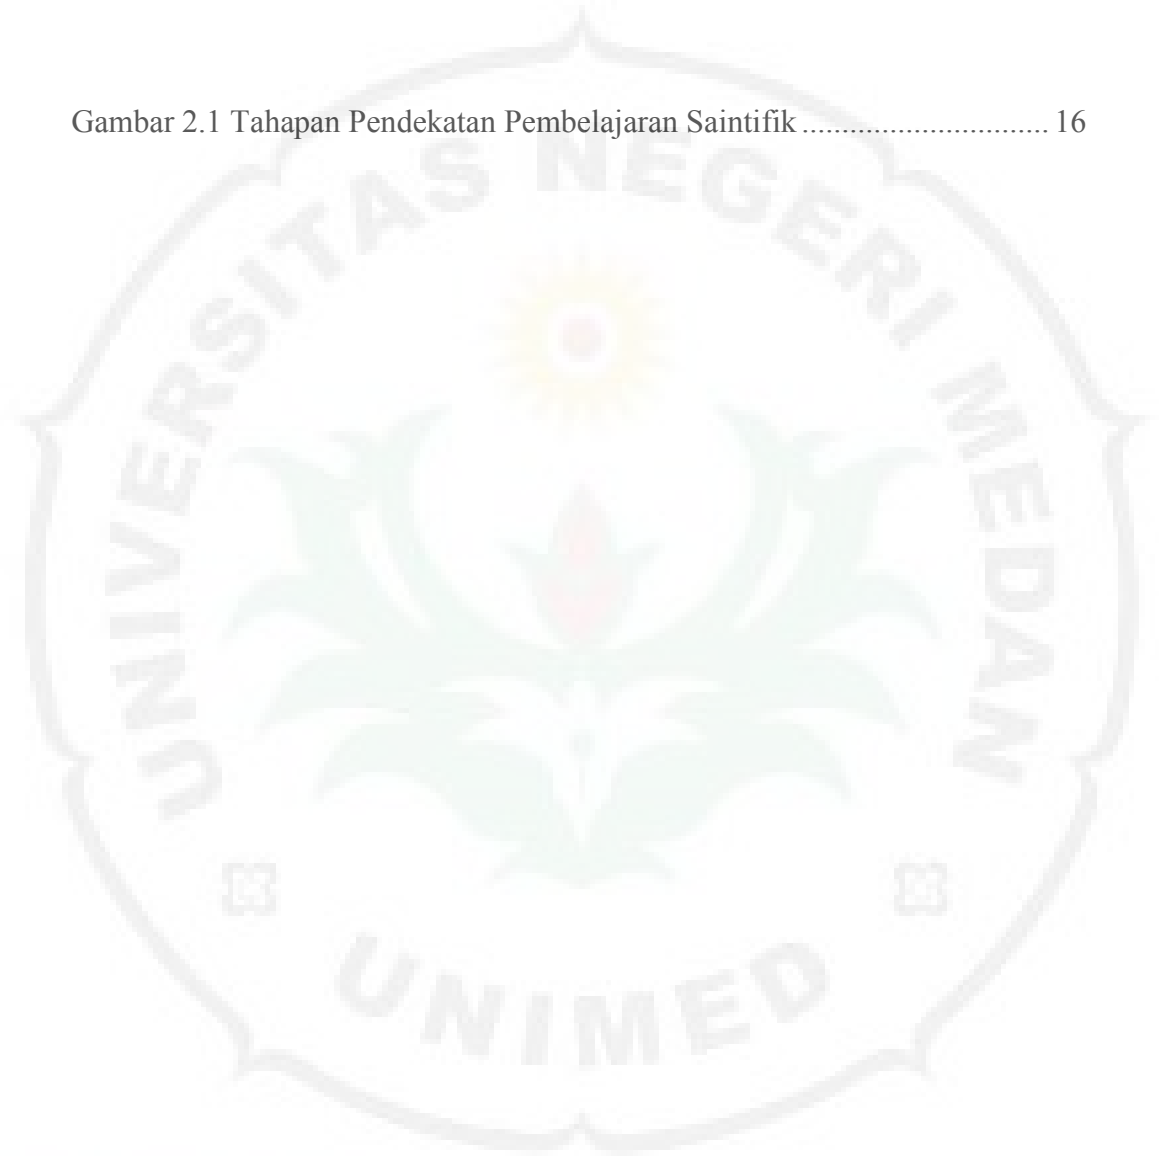 Gambar 2.1 Tahapan Pendekatan Pembelajaran Saintifik ............................... 16
UNIVERSITAS NEGERI MEDAN
UNIMED